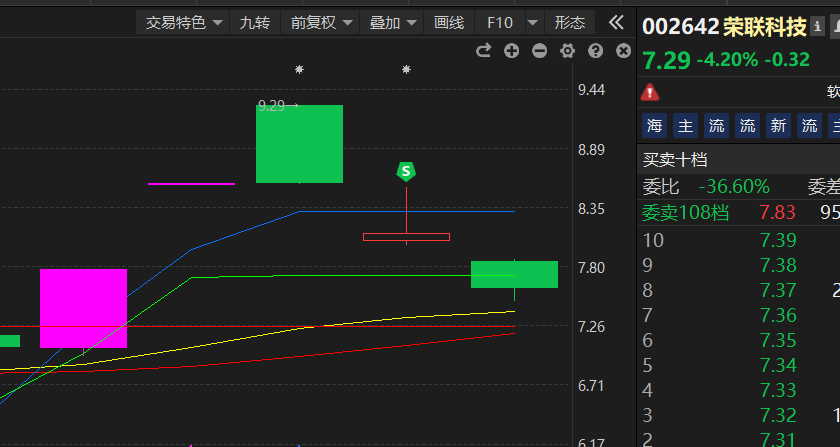 交易特色 九转 前复权 叠加 画线 F10 形态
9.44
9.29→
8.89
S
8.35
7.80
7.26
6.71
6.17
002642 荣联科技
7.29 -4.20% -0.32
海 主 流 流 新 流
买卖十档
委比 -36.60% 委差
委卖108档 7.83 95
10 7.39
9 7.38
8 7.37 2
7 7.36
6 7.35
5 7.34
4 7.33
3 7.32 1
2 7.31